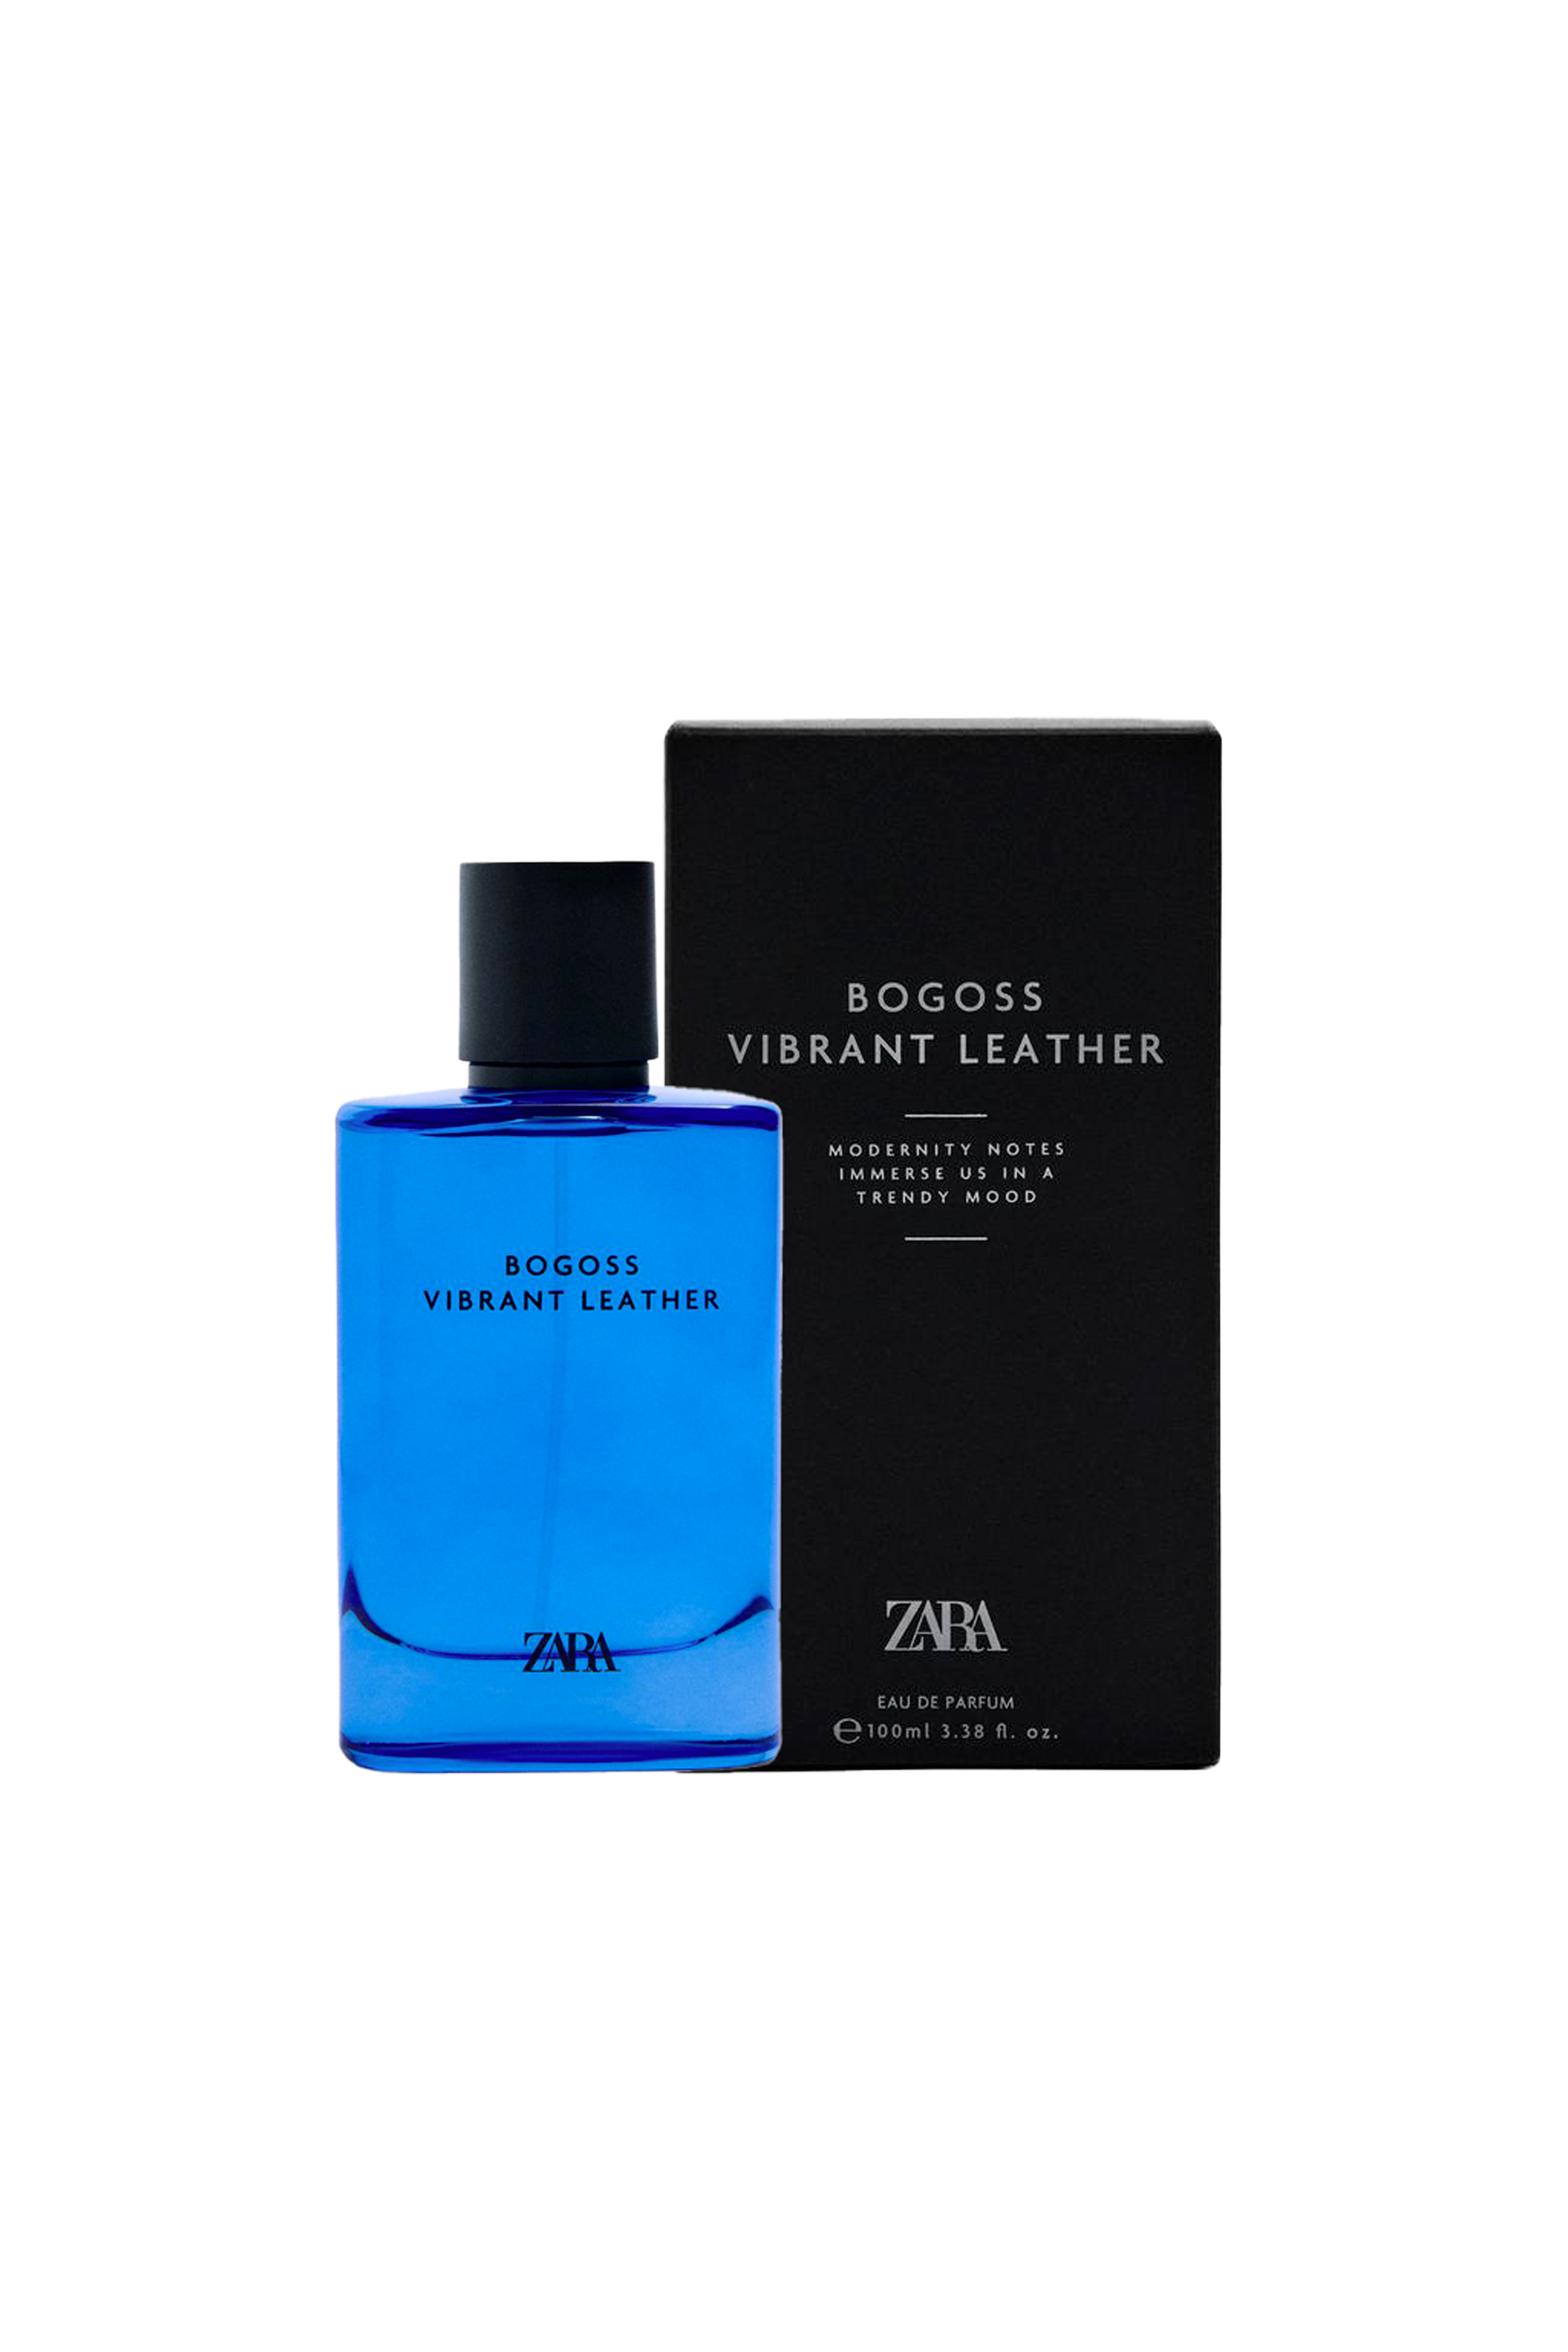 BOGOSS
VIBRANT LEATHER
MODERNITY NOTES
IMMERSE US IN A
TRENDY MOOD
ZARA
EAU DE PARFUM
℮100ml 3.38 fl. oz.
BOGOSS
VIBRANT LEATHER
ZARA